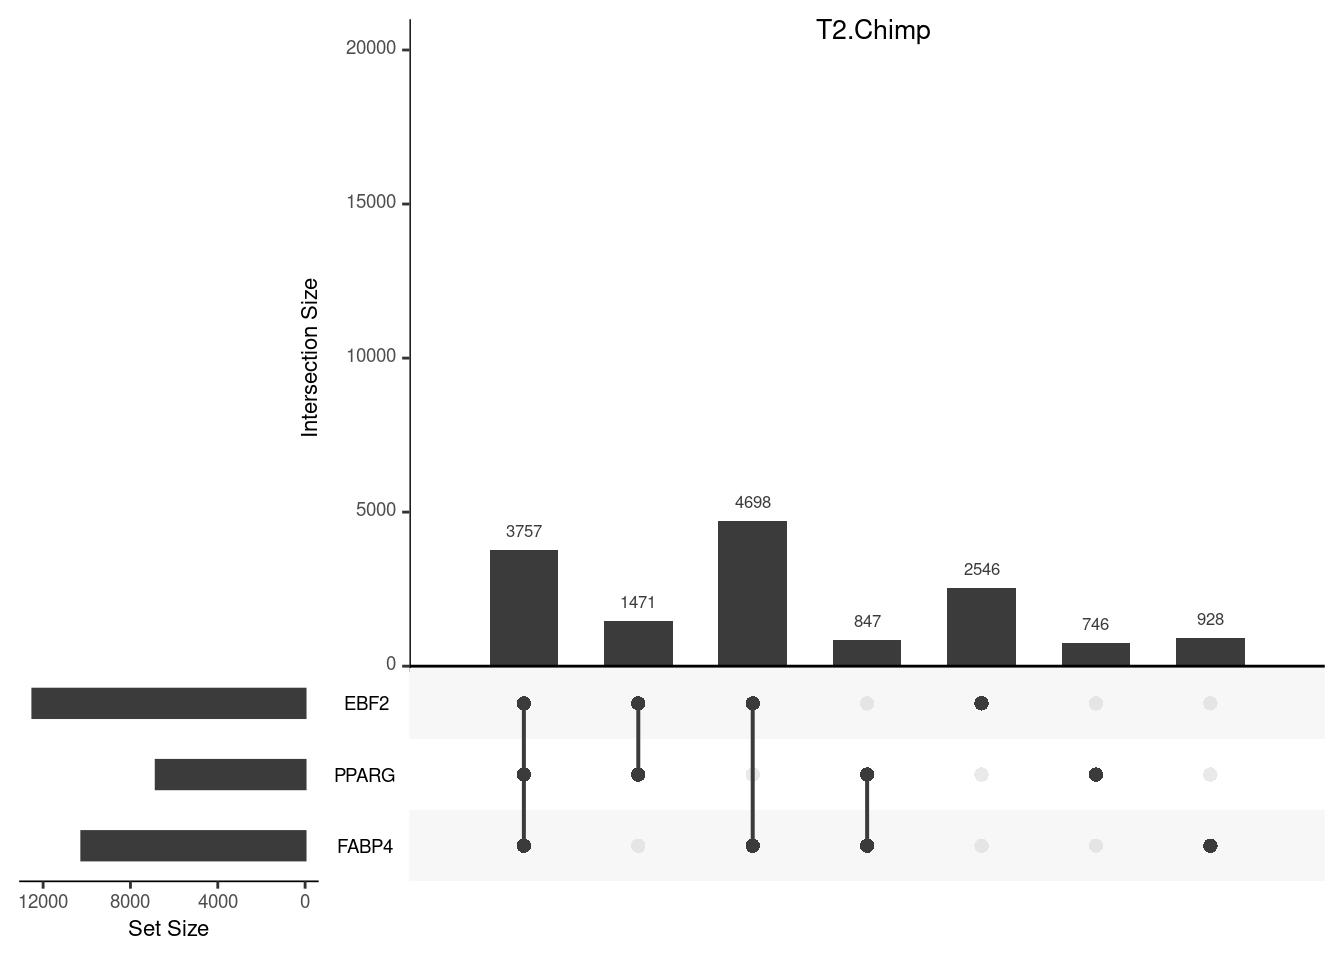 T2.Chimp
20000
15000
10000
5000
0
Intersection Size
3757
1471
4698
847
2546
746
928
EBF2
PPARG
FABP4
12000 8000 4000 0
Set Size